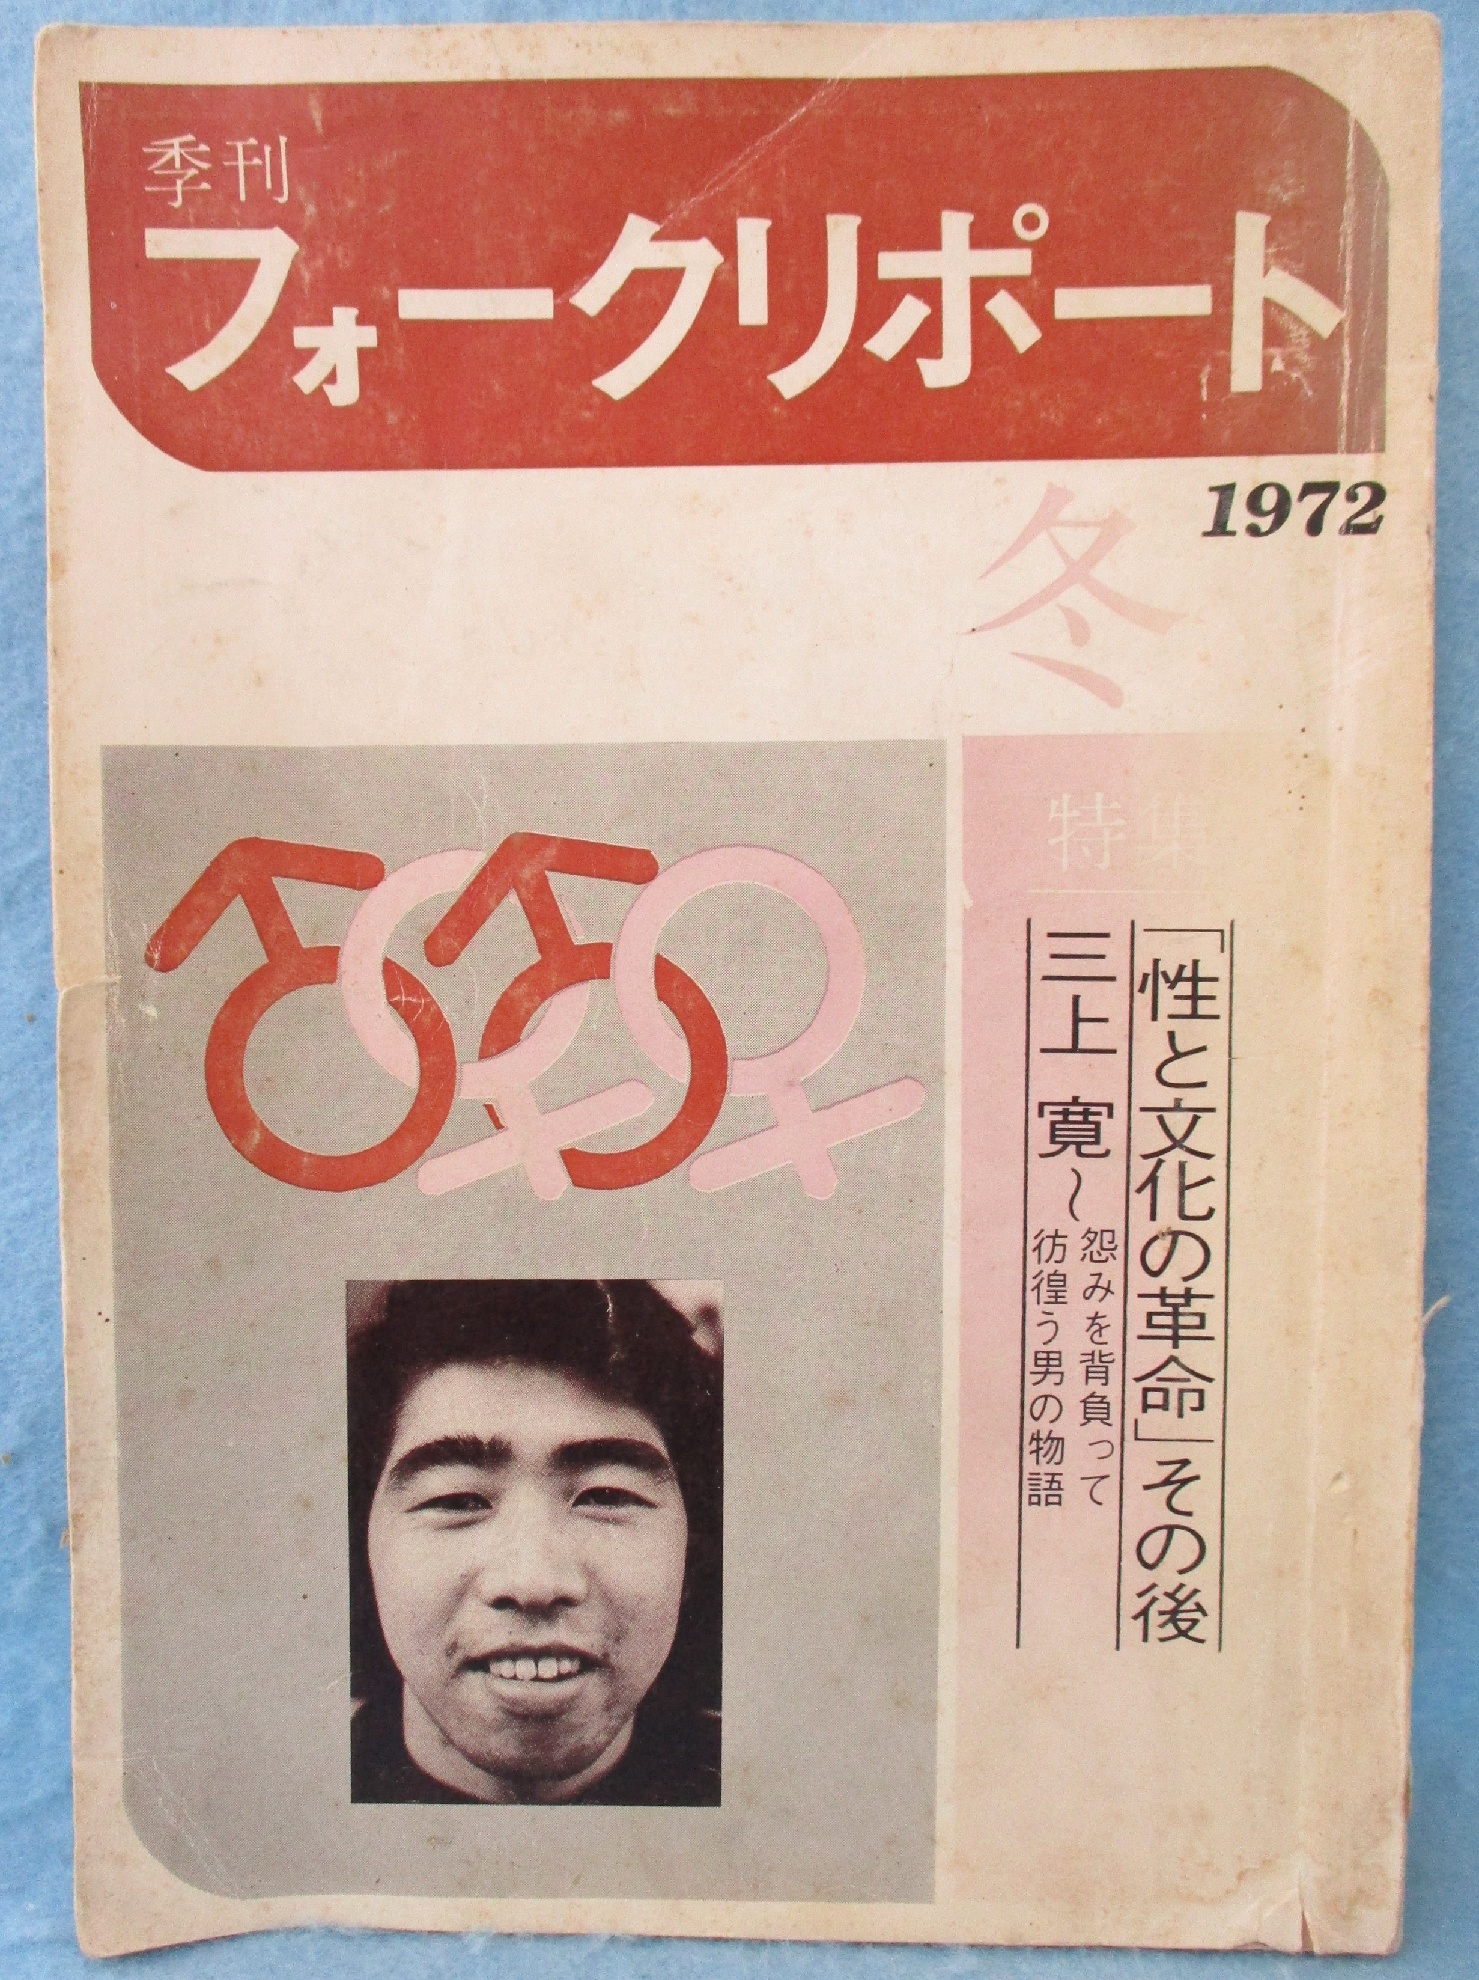 季刊
フォークリポート
1972
冬
特集
「性と文化の革命」その後
三上 寛～
怨みを背負って
彷徨う男の物語